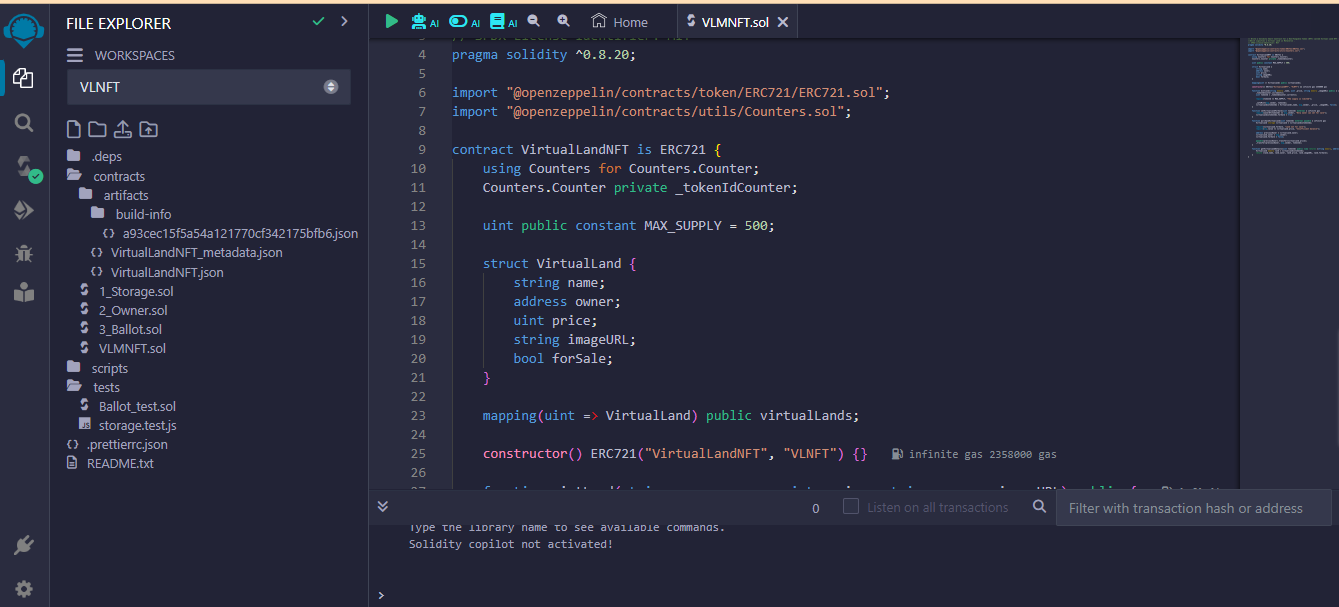 FILE EXPLORER
WORKSPACES
VLNFT
.deps
contracts
artifacts
build-info
a93cec15f5a54a121770cf342175bfb6.json
VirtualLandNFT_metadata.json
VirtualLandNFT.json
1_Storage.sol
2_Owner.sol
3_Ballot.sol
VLMNFT.sol
scripts
tests
Ballot_test.sol
JS storage.test.js
.prettierrc.json
README.txt
AI AI AI Home VLMNFT.sol
4 pragma solidity ^0.8.20;
5
6 import "@openzeppelin/contracts/token/ERC721/ERC721.sol";
7 import "@openzeppelin/contracts/utils/Counters.sol";
8
9 contract VirtualLandNFT is ERC721 {
10 using Counters for Counters.Counter;
11 Counters.Counter private _tokenIdCounter;
12
13 uint public constant MAX_SUPPLY = 500;
14
15 struct VirtualLand {
16 string name;
17 address owner;
18 uint price;
19 string imageURL;
20 bool forSale;
21 }
22
23 mapping(uint => VirtualLand) public virtualLands;
24
25 constructor() ERC721("VirtualLandNFT", "VLNFT") {} infinite gas 2358000 gas
26
0 Listen on all transactions Filter with transaction hash or address
Type the library name to see available commands.
Solidity copilot not activated!
>